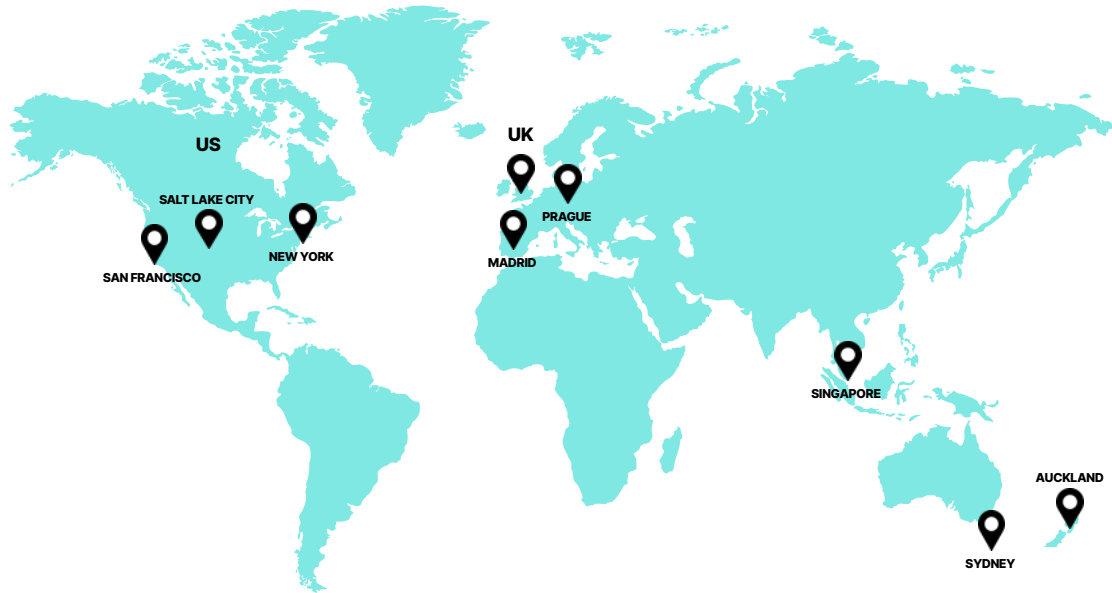 US
UK
SALT LAKE CITY
PRAGUE
NEW YORK
MADRID
SAN FRANCISCO
SINGAPORE
AUCKLAND
SYDNEY